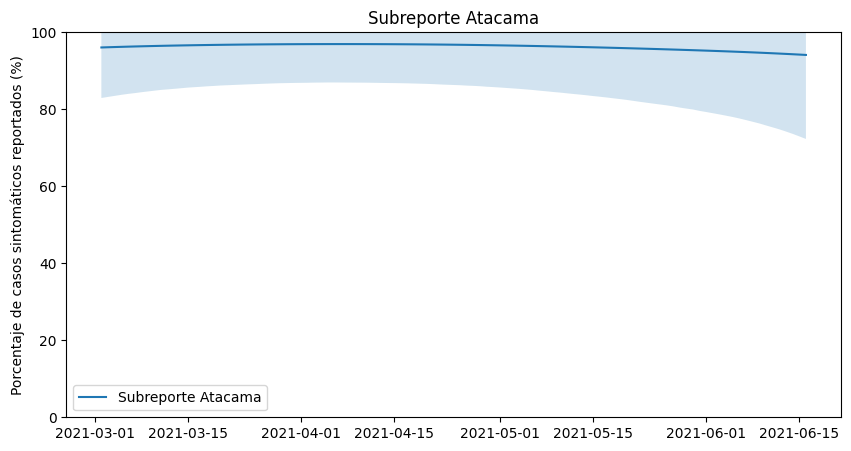 Subreporte Atacama
Porcentaje de casos sintomáticos reportados (%)
100
80
60
40
20
0
Subreporte Atacama
2021-03-01 2021-03-15 2021-04-01 2021-04-15 2021-05-01 2021-05-15 2021-06-01 2021-06-15